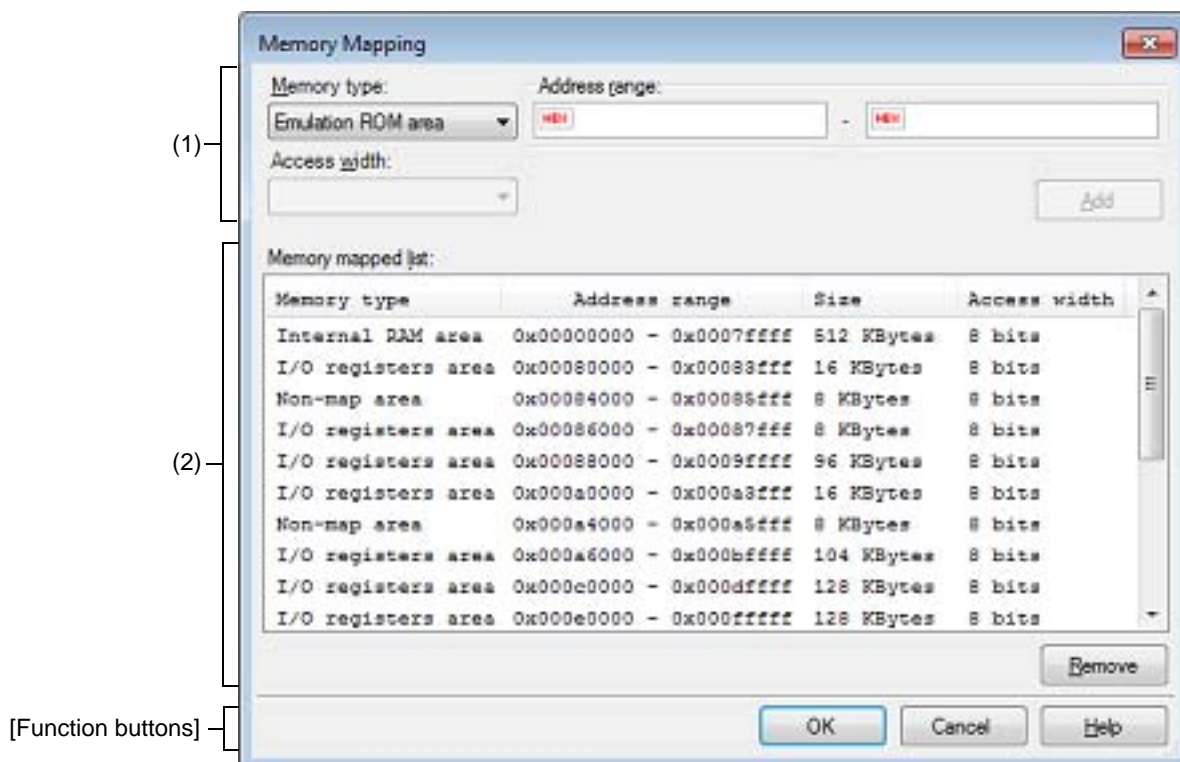 Memory Mapping
Memory type: Address range:
Emulation ROM area HEX - HEX
(1)
Access width:
Add
Memory mapped list:
Memory type Address range Size Access width
Internal RAM area 0x00000000 - 0x0007ffff 512 KBytes 8 bits
I/O registers area 0x00080000 - 0x00083fff 16 KBytes 8 bits
Non-map area 0x00084000 - 0x00085fff 8 KBytes 8 bits
I/O registers area 0x00086000 - 0x00087fff 8 KBytes 8 bits
(2)
I/O registers area 0x00088000 - 0x0009ffff 96 KBytes 8 bits
I/O registers area 0x000a0000 - 0x000a3fff 16 KBytes 8 bits
Non-map area 0x000a4000 - 0x000a5fff 8 KBytes 8 bits
I/O registers area 0x000a6000 - 0x000bffff 104 KBytes 8 bits
I/O registers area 0x000c0000 - 0x000dffff 128 KBytes 8 bits
I/O registers area 0x000e0000 - 0x000fffff 128 KBytes 8 bits
Remove
[Function buttons]
OK Cancel Help